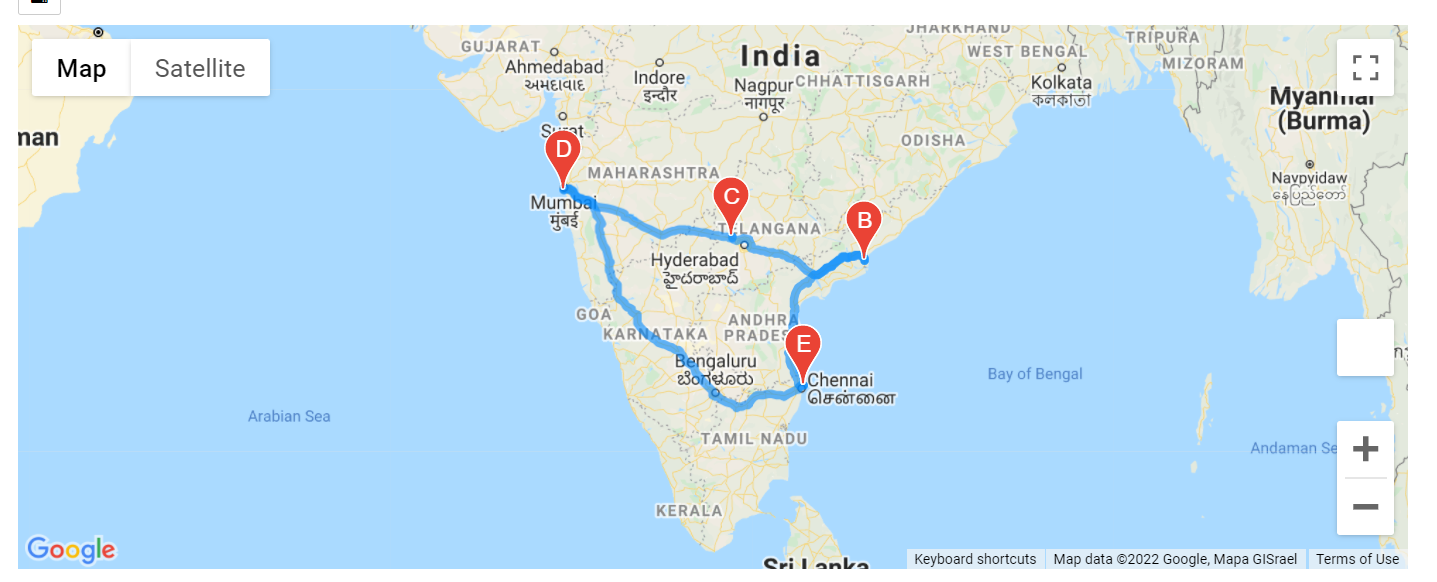 Map
Satellite
India
GUJARAT
Ahmedabad
અમદાવાદ
Indore
इन्दौर
Nagpur
नागपूर
CHHATTISGARH
JHARKHAND
WEST BENGAL
Kolkata
কলকাতা
TRIPURA
MIZORAM
man
Surat
ODISHA
Myanmar
(Burma)
Naypyidaw
နေပြည်တော်
D
MAHARASHTRA
Mumbai
मुंबई
C
B
TELANGANA
Hyderabad
హైదరాబాద్
GOA
KARNATAKA
ANDHRA
PRADES
E
Bengaluru
ಬೆಂಗಳೂರು
Chennai
சென்னை
Bay of Bengal
Arabian Sea
TAMIL NADU
Andaman Se
KERALA
Sri Lanka
Google
Keyboard shortcuts
Map data ©2022 Google, Mapa GISrael
Terms of Use